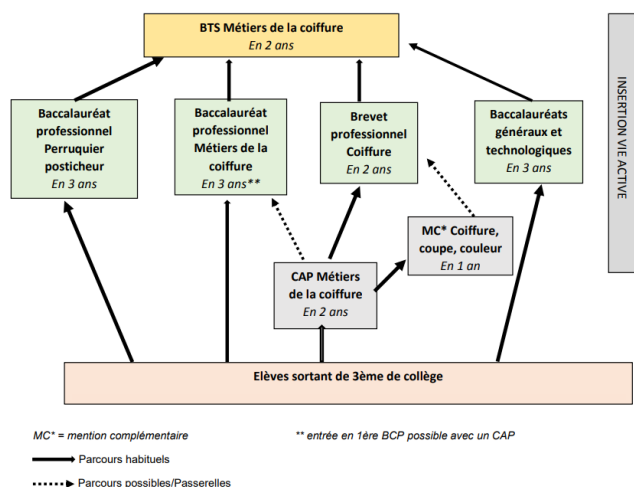 BTS Métiers de la coiffure
En 2 ans
Baccalauréat
professionnel
Perruquier
posticheur
En 3 ans
Baccalauréat
professionnel
Métiers de la
coiffure
En 3 ans**
Brevet
professionnel
Coiffure
En 2 ans
Baccalauréats
généraux et
technologiques
En 3 ans
INSERTION VIE ACTIVE
MC* Coiffure,
coupe, couleur
En 1 an
CAP Métiers
de la coiffure
En 2 ans
Elèves sortant de 3ème de collège
MC* = mention complémentaire
** entrée en 1ère BCP possible avec un CAP
Parcours habituels
Parcours possibles/Passerelles